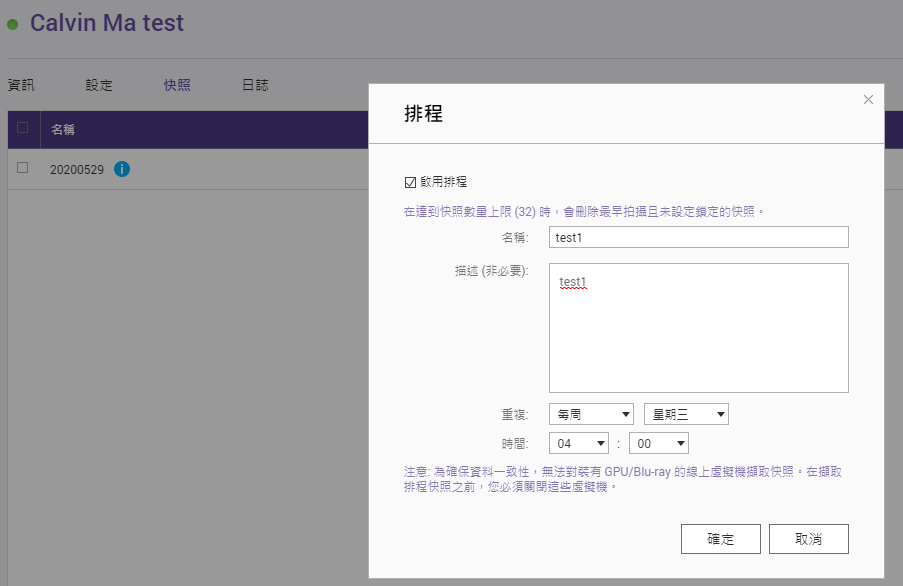 Calvin Ma test
資訊 設定 快照 日誌
名稱
20200529
排程
啟用排程
在達到快照數量上限 (32) 時，會刪除最早拍攝且未設定鎖定的快照。
名稱: test1
描述 (非必要): test1
重複: 每周 星期三
時間: 04 : 00
注意: 為確保資料一致性，無法對裝有 GPU/Blu-ray 的線上虛擬機擷取快照。在擷取
排程快照之前，您必須關閉這些虛擬機。
確定 取消